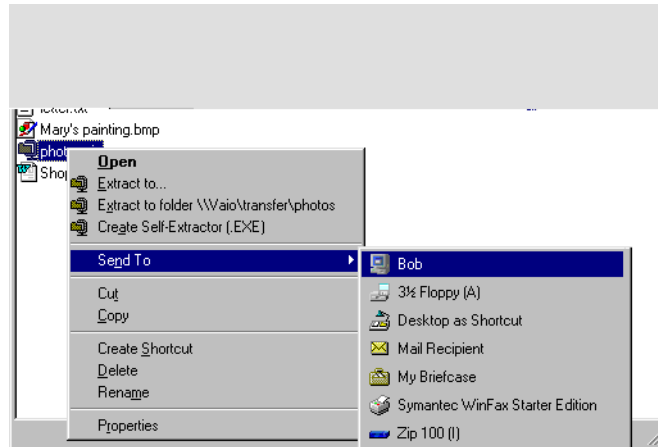 Mary's painting.bmp
Open
Extract to...
Extract to folder \\Vaio\transfer\photos
Create Self-Extractor (.EXE)
Send To
Cut
Copy
Create Shortcut
Delete
Rename
Properties
Bob
3½ Floppy (A)
Desktop as Shortcut
Mail Recipient
My Briefcase
Symantec WinFax Starter Edition
Zip 100 (I)